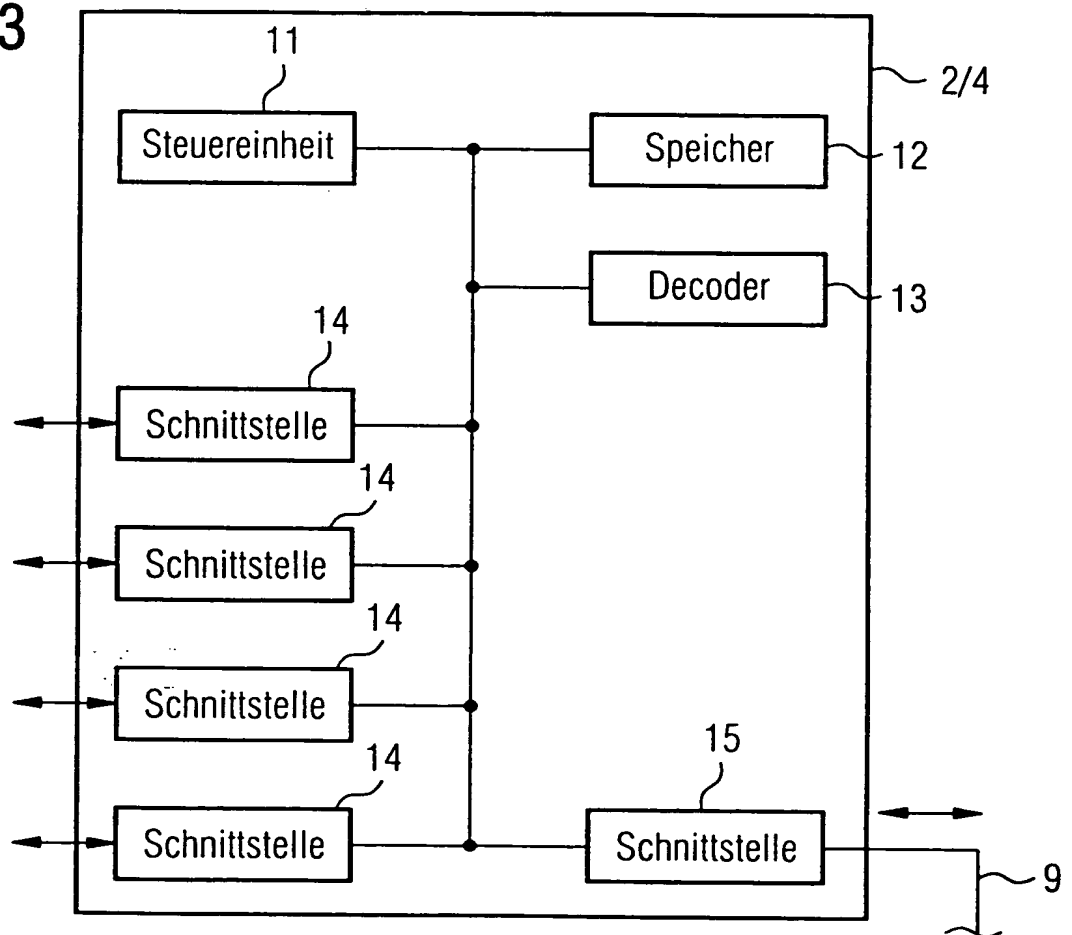 3
11
2/4
Steuereinheit
Speicher
12
Decoder
13
14
Schnittstelle
14
Schnittstelle
14
Schnittstelle
15
14
Schnittstelle
Schnittstelle
9